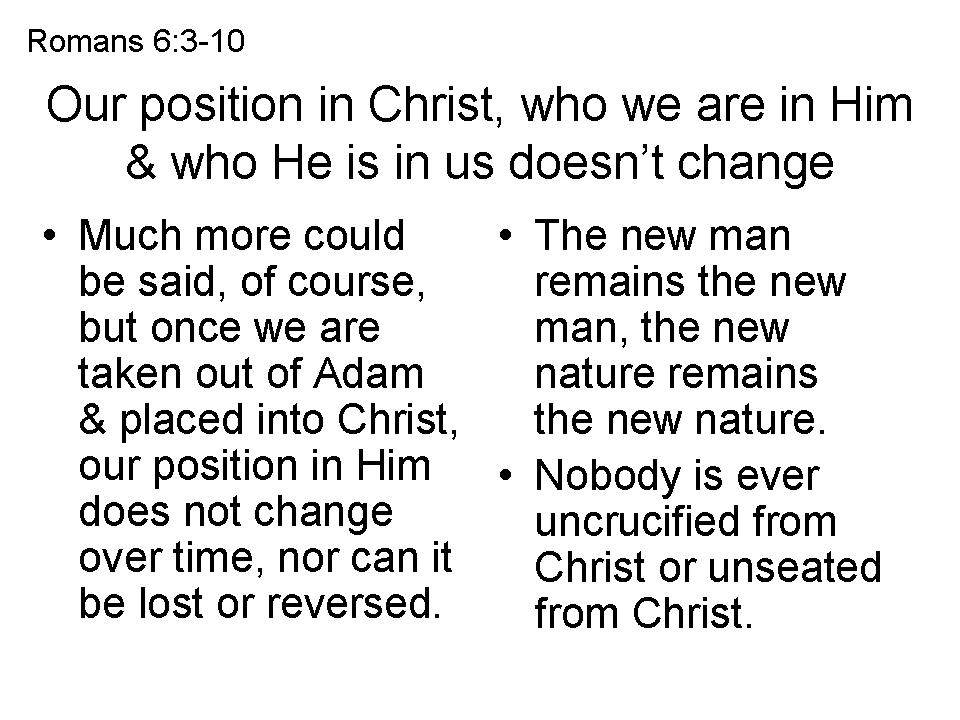 Romans 6:3-10
Our position in Christ, who we are in Him
& who He is in us doesn’t change
• Much more could
be said, of course,
but once we are
taken out of Adam
& placed into Christ,
our position in Him
does not change
over time, nor can it
be lost or reversed.
• The new man
remains the new
man, the new
nature remains
the new nature.
• Nobody is ever
uncrucified from
Christ or unseated
from Christ.